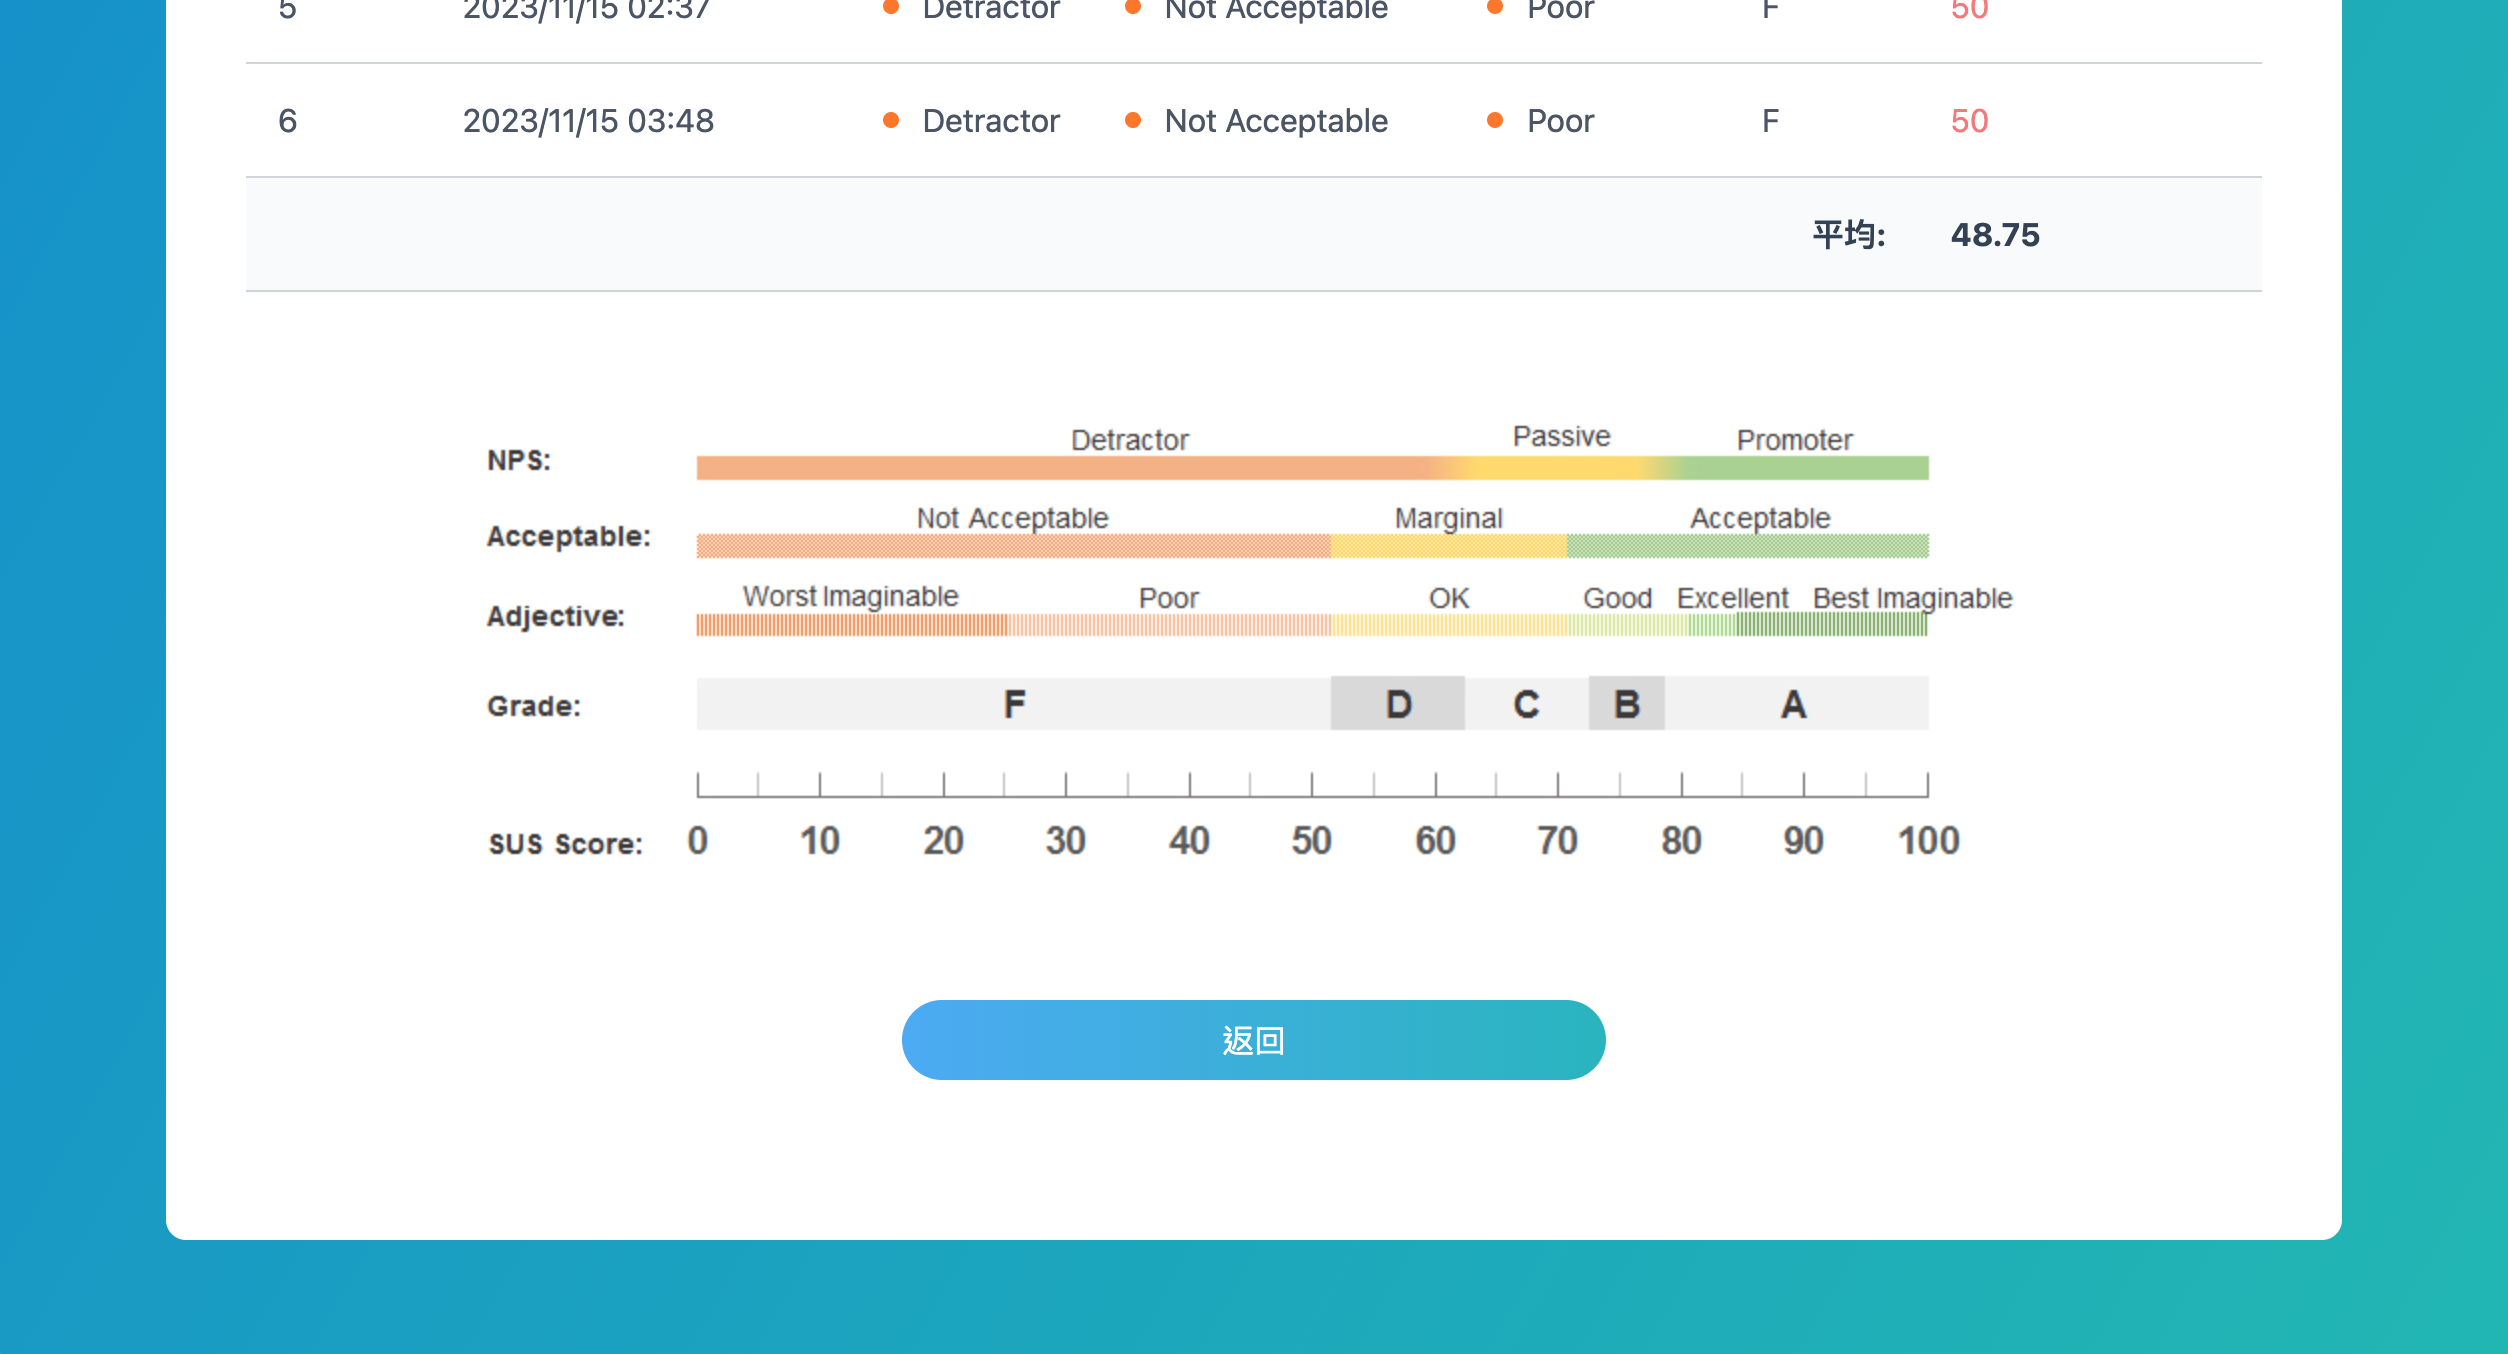 5 2023/11/15 02:37 Detractor Not Acceptable Poor F 50
6 2023/11/15 03:48 Detractor Not Acceptable Poor F 50
平均: 48.75
Detractor Passive Promoter
NPS:
Not Acceptable Marginal Acceptable
Acceptable:
Worst Imaginable Poor OK Good Excellent Best Imaginable
Adjective:
Grade: F D C B A
SUS Score: 0 10 20 30 40 50 60 70 80 90 100
返回